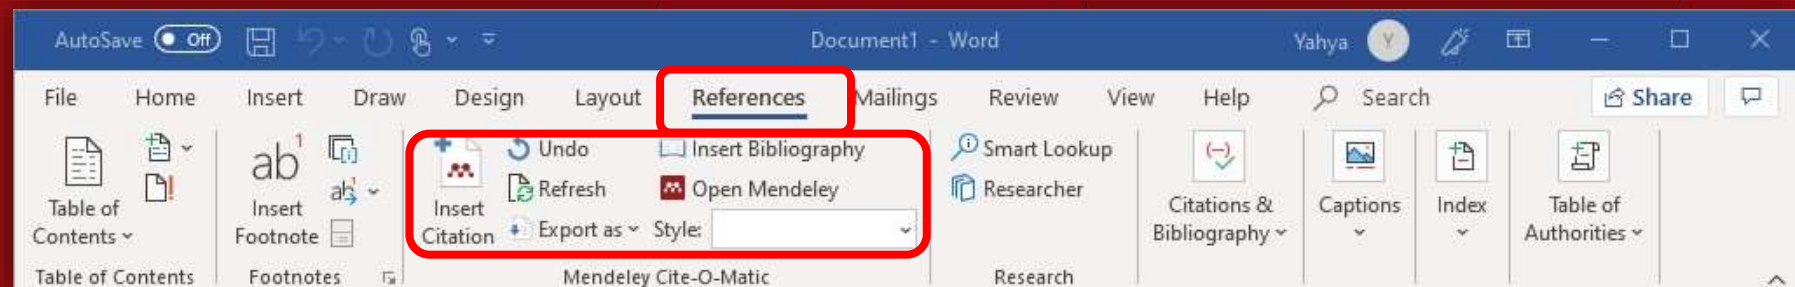 AutoSave Off Document1 - Word Yahya Y
File Home Insert Draw Design Layout References Mailings Review View Help Search Share
Table of
Contents
ab1
Insert
Footnote
ab
Insert
Citation
Undo
Refresh
Export as
Insert Bibliography
Open Mendeley
Style:
Smart Lookup
Researcher
Citations &
Bibliography
Captions
Index
Table of
Authorities
Table of Contents Footnotes Mendeley Cite-O-Matic Research